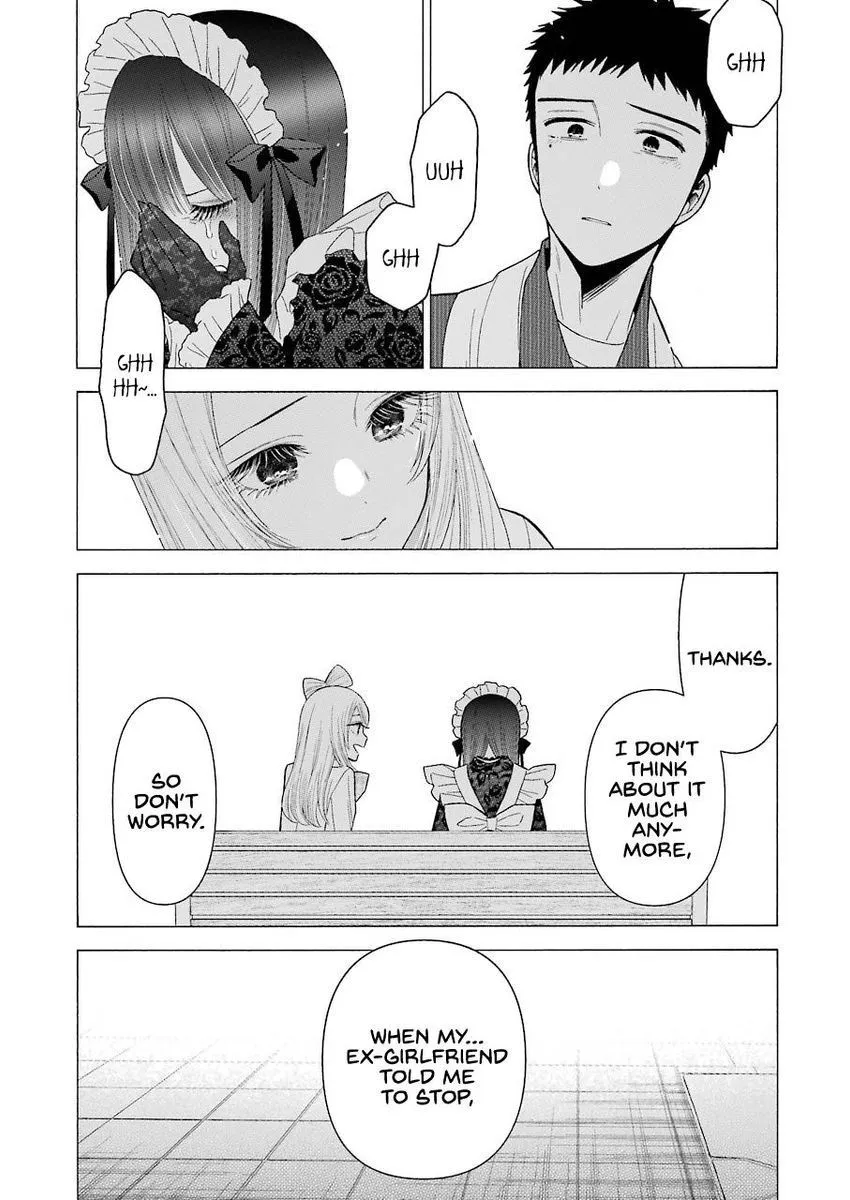 GHH
UUH
GHH
GHH
HH~...
THANKS.
I DON'T
THINK
ABOUT IT
MUCH
ANY-
MORE,
SO
DON'T
WORRY.
WHEN MY...
EX-GIRLFRIEND
TOLD ME
TO STOP,